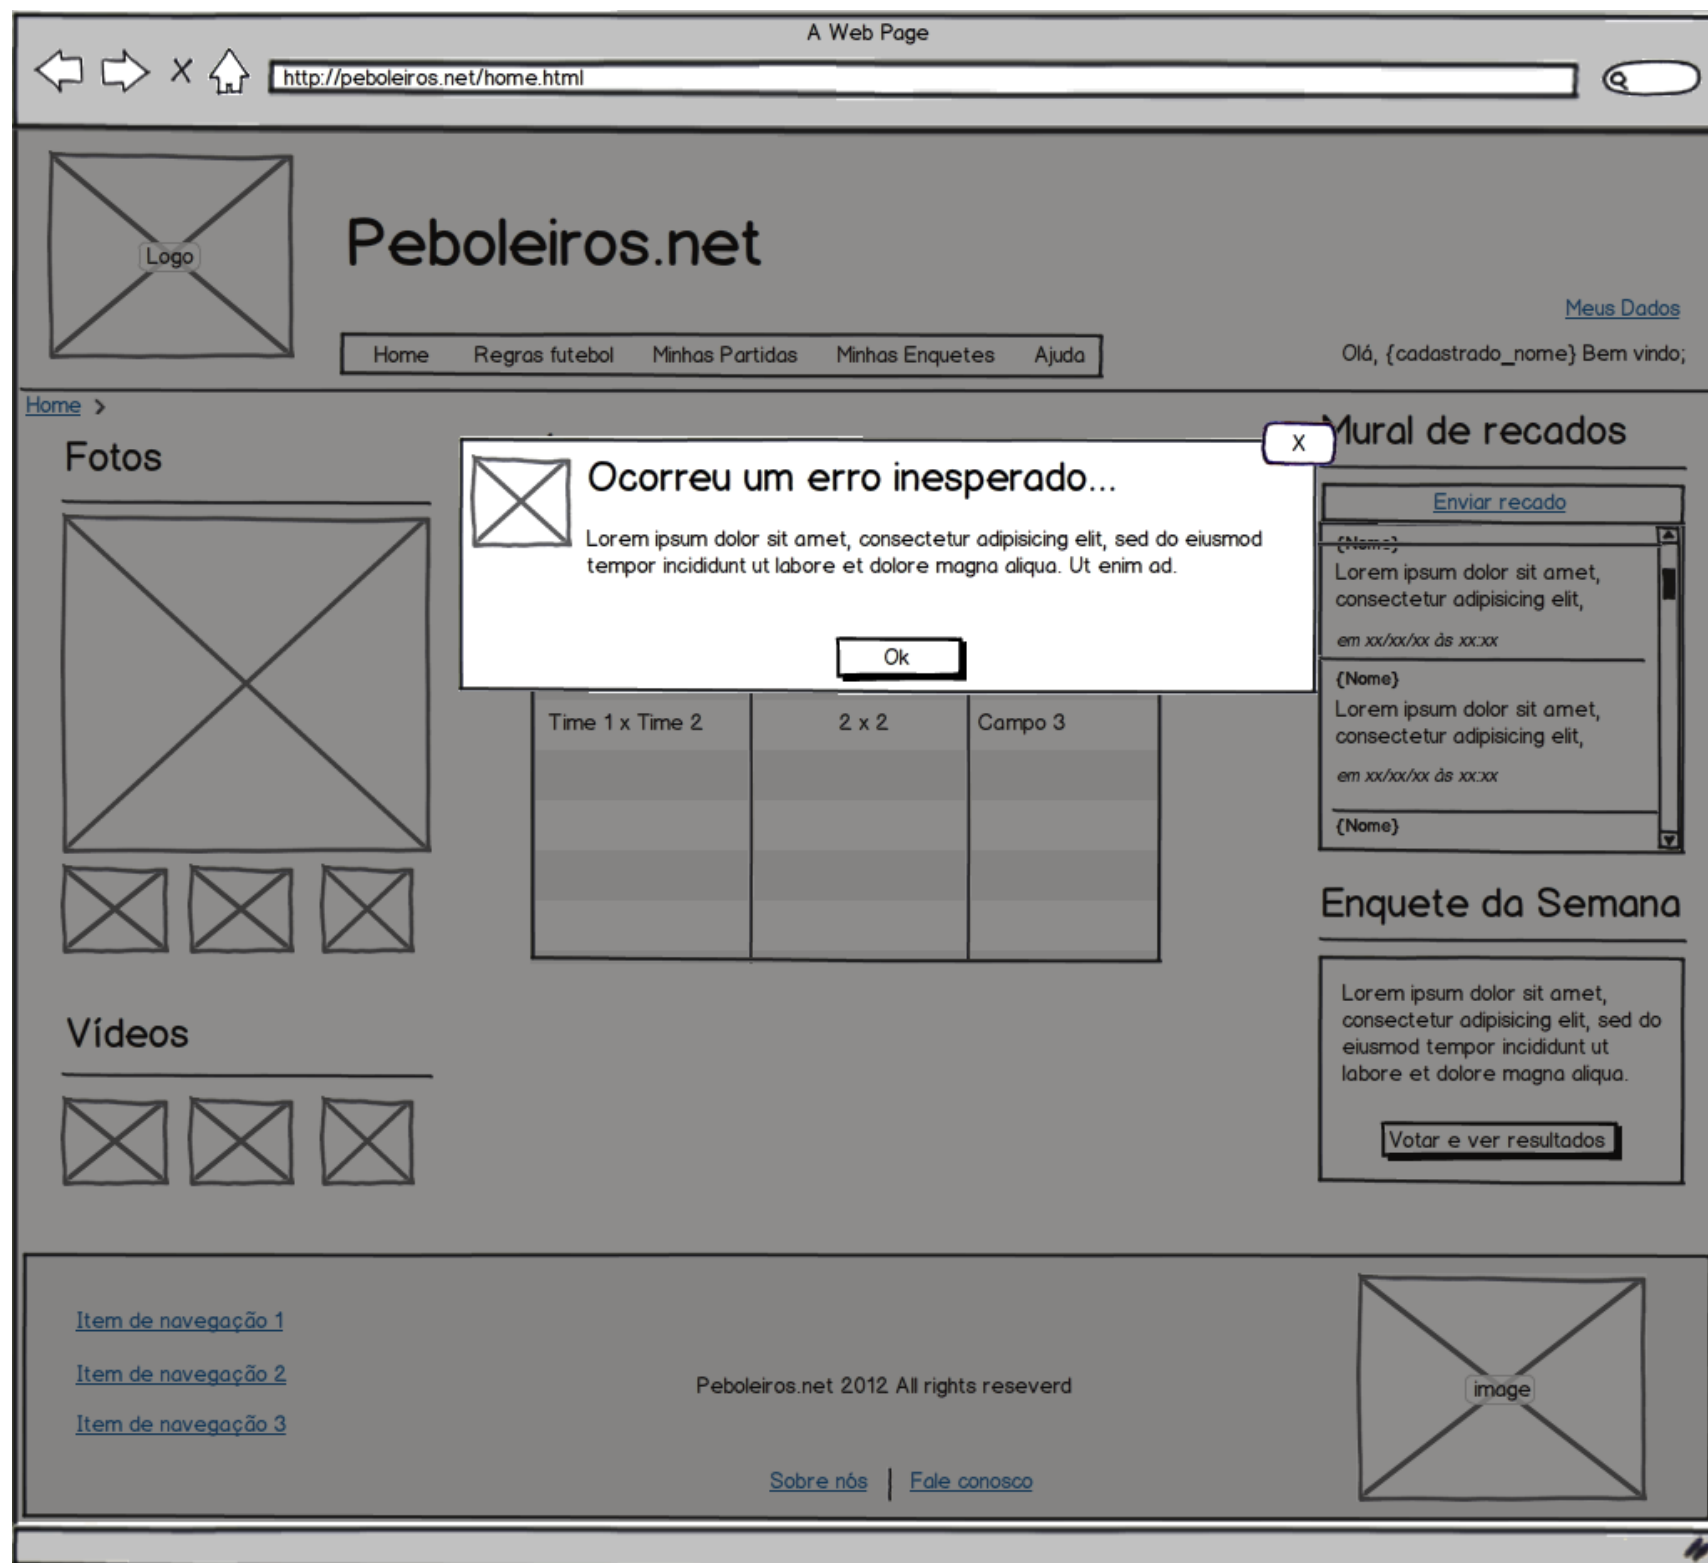 A Web Page
X
http://peboleiros.net/home.html
Logo
Peboleiros.net
Meus Dados
Home Regras futebol Minhas Partidas Minhas Enquetes Ajuda
Olá, {cadastrado_nome} Bem vindo;
Home >
Fotos
X
Ocorreu um erro inesperado...
Lorem ipsum dolor sit amet, consectetur adipisicing elit, sed do eiusmod
tempor incididunt ut labore et dolore magna aliqua. Ut enim ad.
Ok
Time 1 x Time 2 2 x 2 Campo 3
Vídeos
Mural de recados
Enviar recado
{Nome}
Lorem ipsum dolor sit amet,
consectetur adipisicing elit,
em xx/xx/xx às xx:xx
{Nome}
Lorem ipsum dolor sit amet,
consectetur adipisicing elit,
em xx/xx/xx às xx:xx
{Nome}
Enquete da Semana
Lorem ipsum dolor sit amet,
consectetur adipisicing elit, sed do
eiusmod tempor incididunt ut
labore et dolore magna aliqua.
Votar e ver resultados
Item de navegação 1
Item de navegação 2
Item de navegação 3
Peboleiros.net 2012 All rights reseverd
Sobre nós | Fale conosco
image